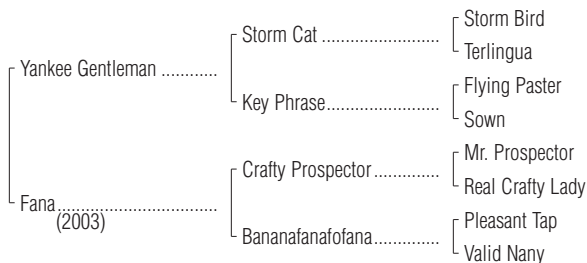 Storm Bird
Storm Cat ......................
Terlingua
Yankee Gentleman ...........
Flying Paster
Key Phrase.....................
Sown
Mr. Prospector
Crafty Prospector .............
Real Crafty Lady
Fana...............................
(2003)
Pleasant Tap
Bananafanafofana.............
Valid Nany